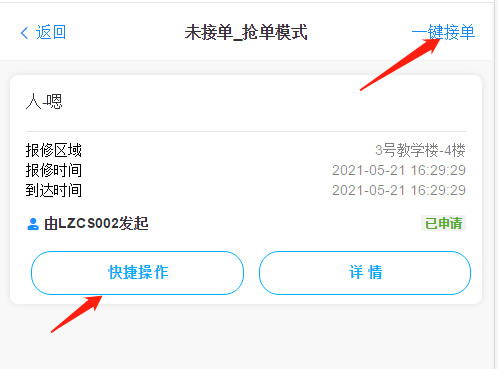 返回 未接单_抢单模式 一键接单
人-嗯
报修区域 3号教学楼-4楼
报修时间 2021-05-21 16:29:29
到达时间 2021-05-21 16:29:29
由LZCS002发起 已申请
快捷操作 详 情